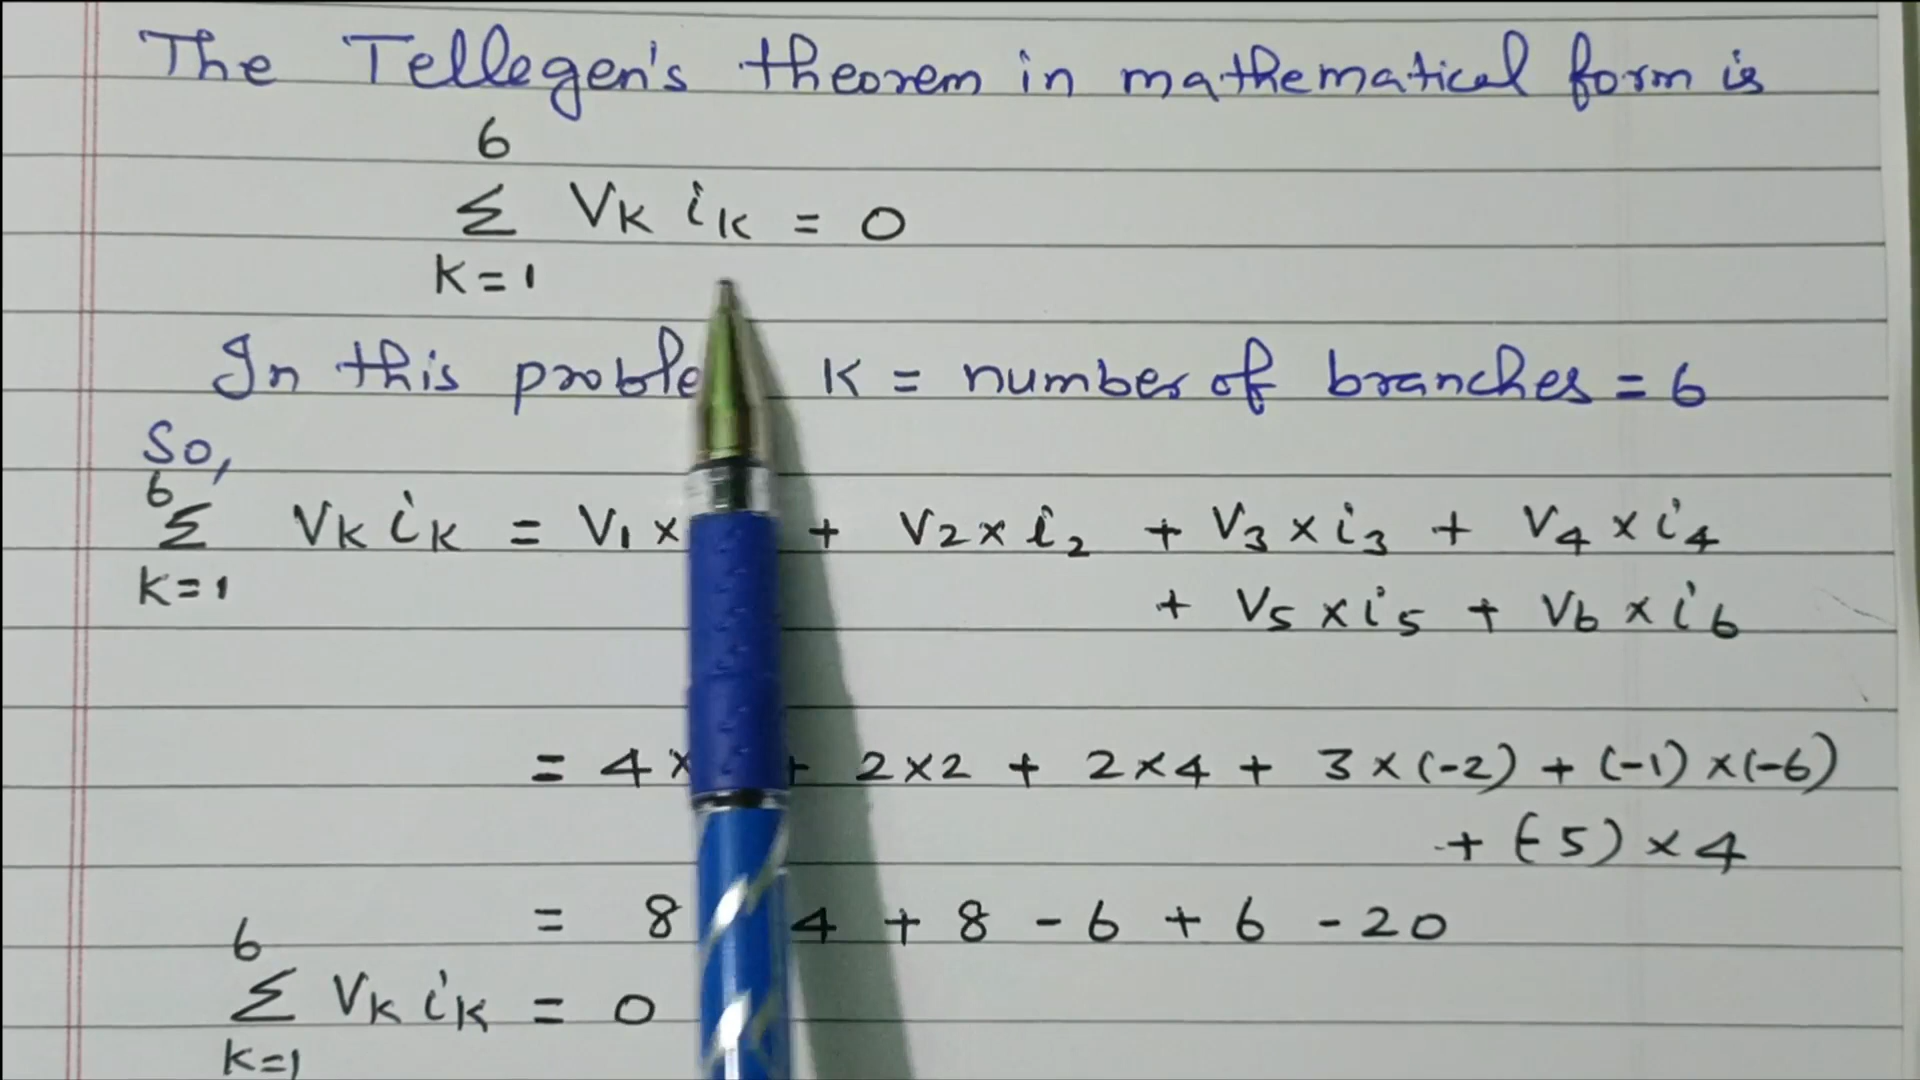 The Tellegen's theorem in mathematical form is
6
Σ Vk ik = 0
K = 1
In this K = number of branches = 6
So,
6
Σ Vk ik = V1 × + V2 × i2 + V3 × i3 + V4 × i4
k = 1
+ V5 × i5 + V6 × i6
= 4 × + 2×2 + 2×4 + 3×(-2) + (-1)×(-6)
+ (-5) × 4
= 8 4 + 8 - 6 + 6 - 20
6
Σ Vk ik = 0
k=1